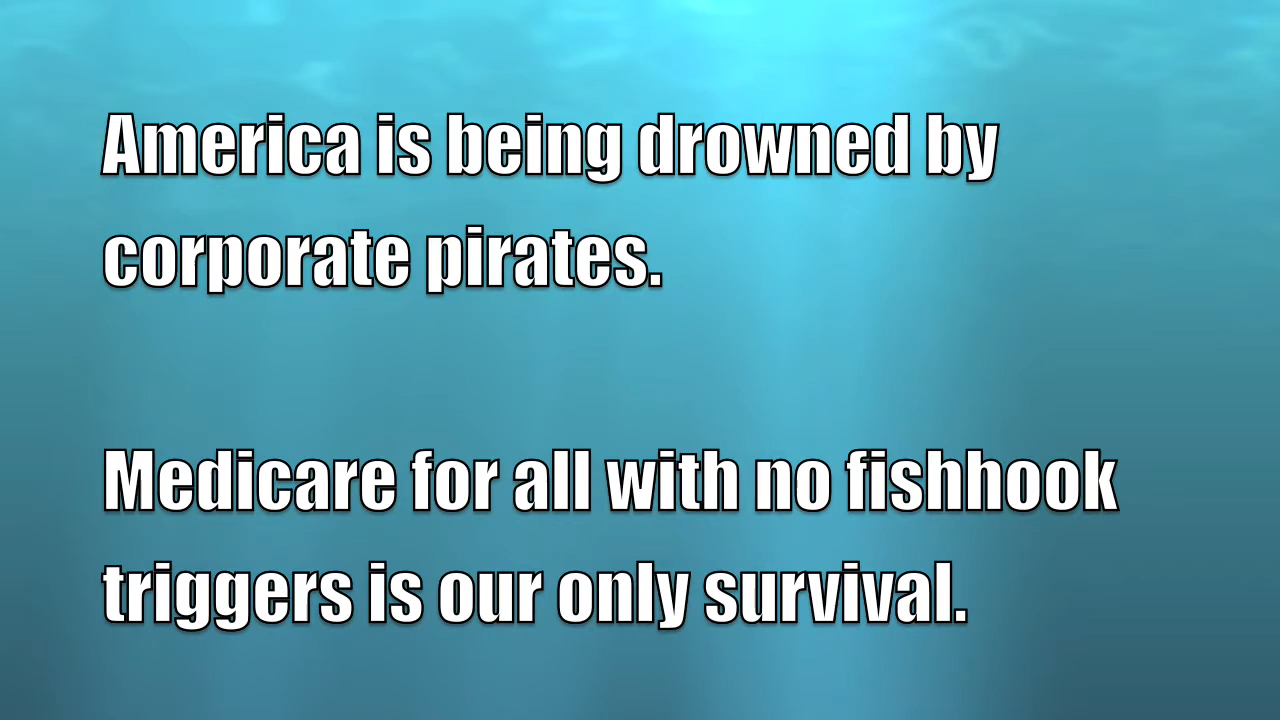 America is being drowned by
corporate pirates.
Medicare for all with no fishhook
triggers is our only survival.